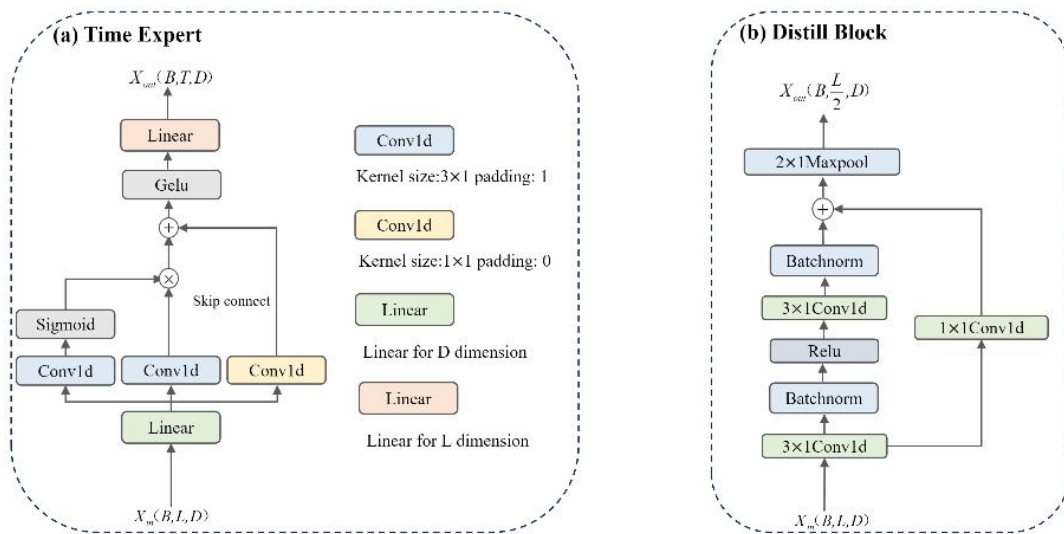 (a) Time Expert
X_out(B,T,D)
Linear
Gelu
+
×
Skip connect
Sigmoid
Conv1d
Conv1d
Conv1d
Linear
X_in(B,L,D)
Conv1d
Kernel size:3×1 padding: 1
Conv1d
Kernel size:1×1 padding: 0
Linear
Linear for D dimension
Linear
Linear for L dimension
(b) Distill Block
X_out(B,L/2,D)
2×1Maxpool
+
Batchnorm
3×1Conv1d
1×1Conv1d
Relu
Batchnorm
3×1Conv1d
X_in(B,L,D)